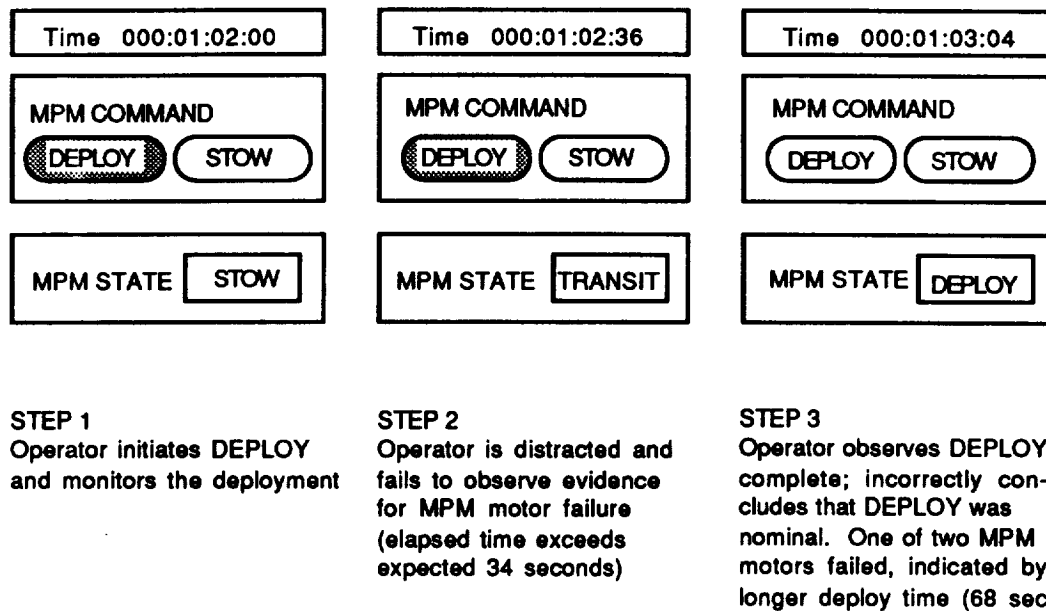 Time 000:01:02:00
MPM COMMAND
DEPLOY STOW
MPM STATE STOW
STEP 1
Operator initiates DEPLOY
and monitors the deployment
Time 000:01:02:36
MPM COMMAND
DEPLOY STOW
MPM STATE TRANSIT
STEP 2
Operator is distracted and
fails to observe evidence
for MPM motor failure
(elapsed time exceeds
expected 34 seconds)
Time 000:01:03:04
MPM COMMAND
DEPLOY STOW
MPM STATE DEPLOY
STEP 3
Operator observes DEPLOY
complete; incorrectly con-
cludes that DEPLOY was
nominal. One of two MPM
motors failed, indicated by
longer deploy time (68 sec